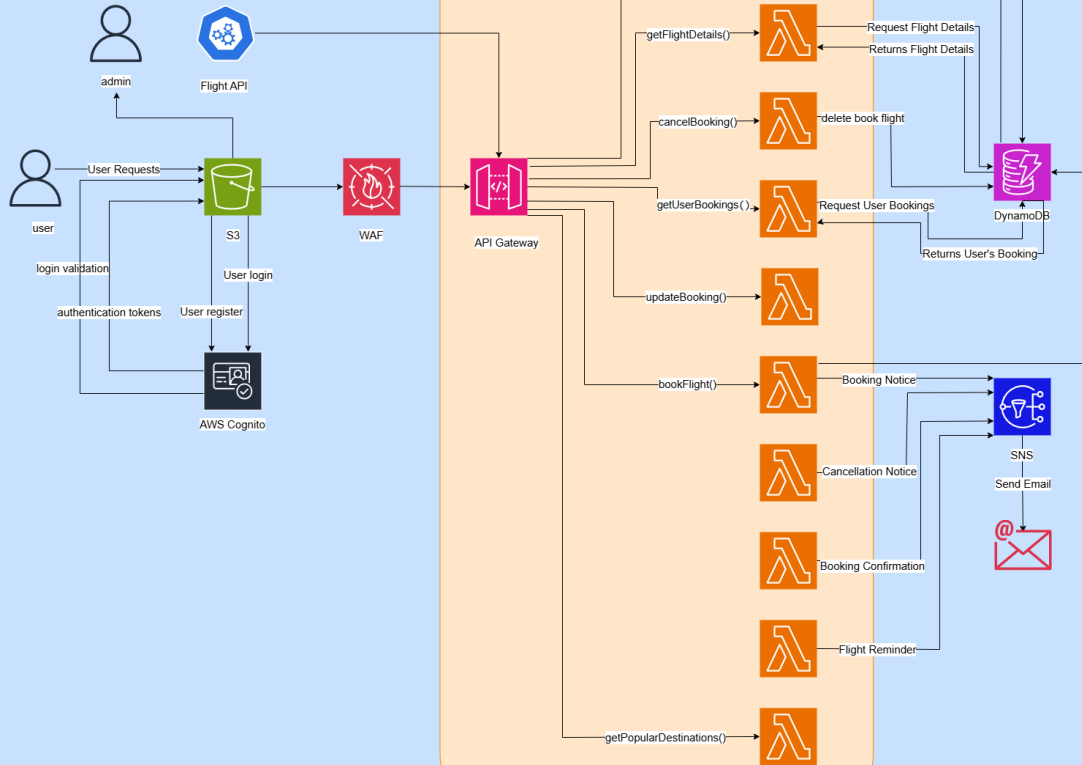 admin
Flight API
getFlightDetails()
Request Flight Details
Returns Flight Details
cancelBooking()
delete book flight
User Requests
user
S3
WAF
API Gateway
getUserBookings( )
Request User Bookings
DynamoDB
Returns User's Booking
login validation
User login
authentication tokens
User register
updateBooking()
AWS Cognito
bookFlight()
Booking Notice
SNS
Cancellation Notice
Send Email
@
Booking Confirmation
Flight Reminder
getPopularDestinations()